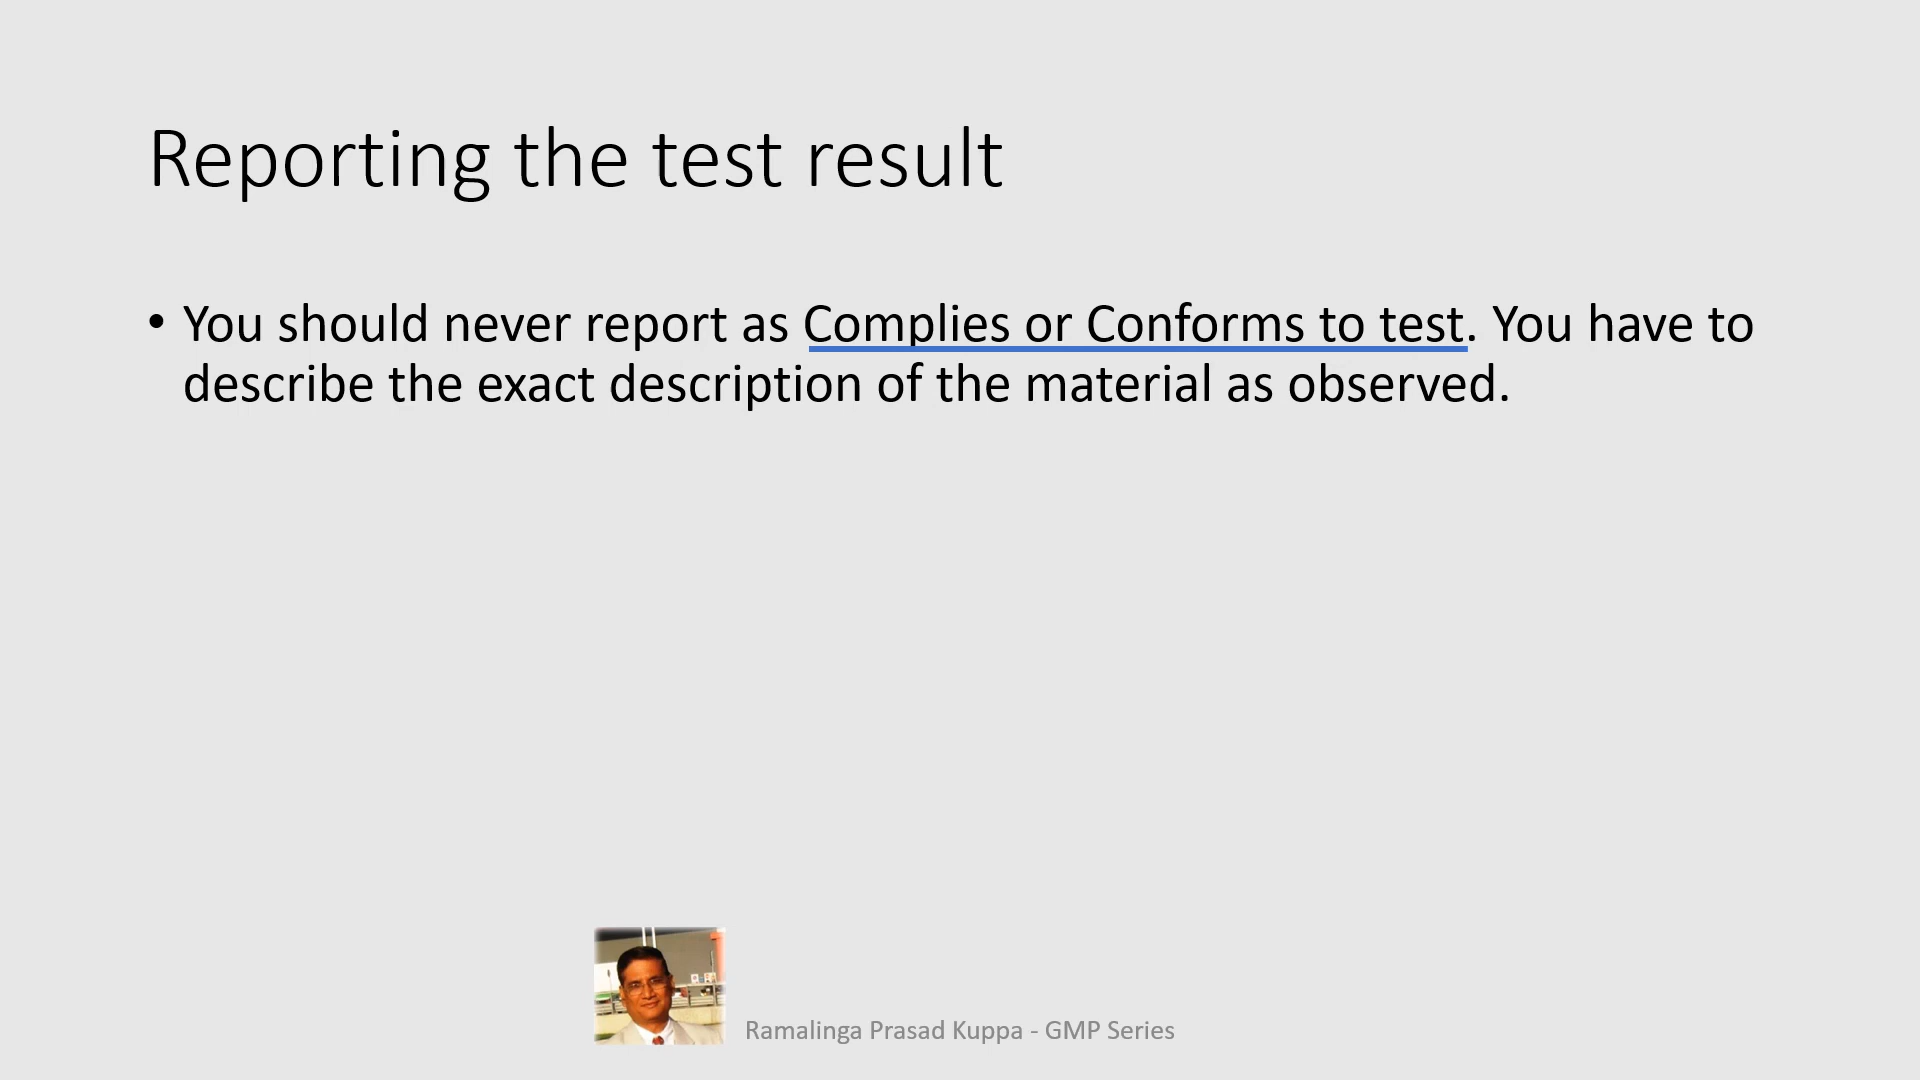 Reporting the test result
• You should never report as Complies or Conforms to test. You have to
describe the exact description of the material as observed.
Ramalinga Prasad Kuppa - GMP Series